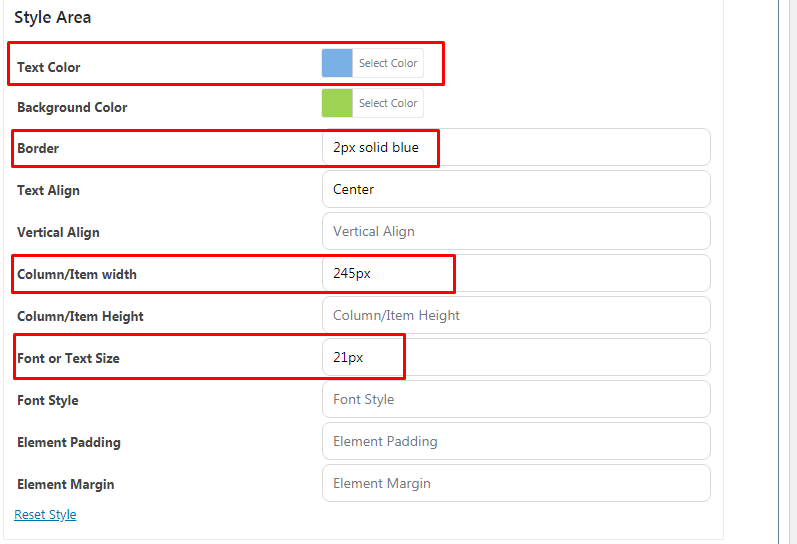 Style Area
Text Color Select Color
Background Color Select Color
Border 2px solid blue
Text Align Center
Vertical Align Vertical Align
Column/Item width 245px
Column/Item Height Column/Item Height
Font or Text Size 21px
Font Style Font Style
Element Padding Element Padding
Element Margin Element Margin
Reset Style